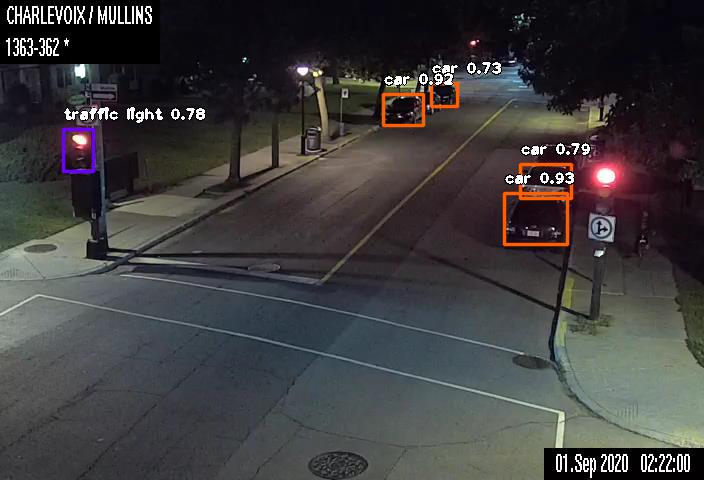 CHARLEVOIX / MULLINS
1363-362 *
car 0.73
car 0.92
traffic light 0.78
car 0.79
car 0.93
01.Sep 2020 02:22:00